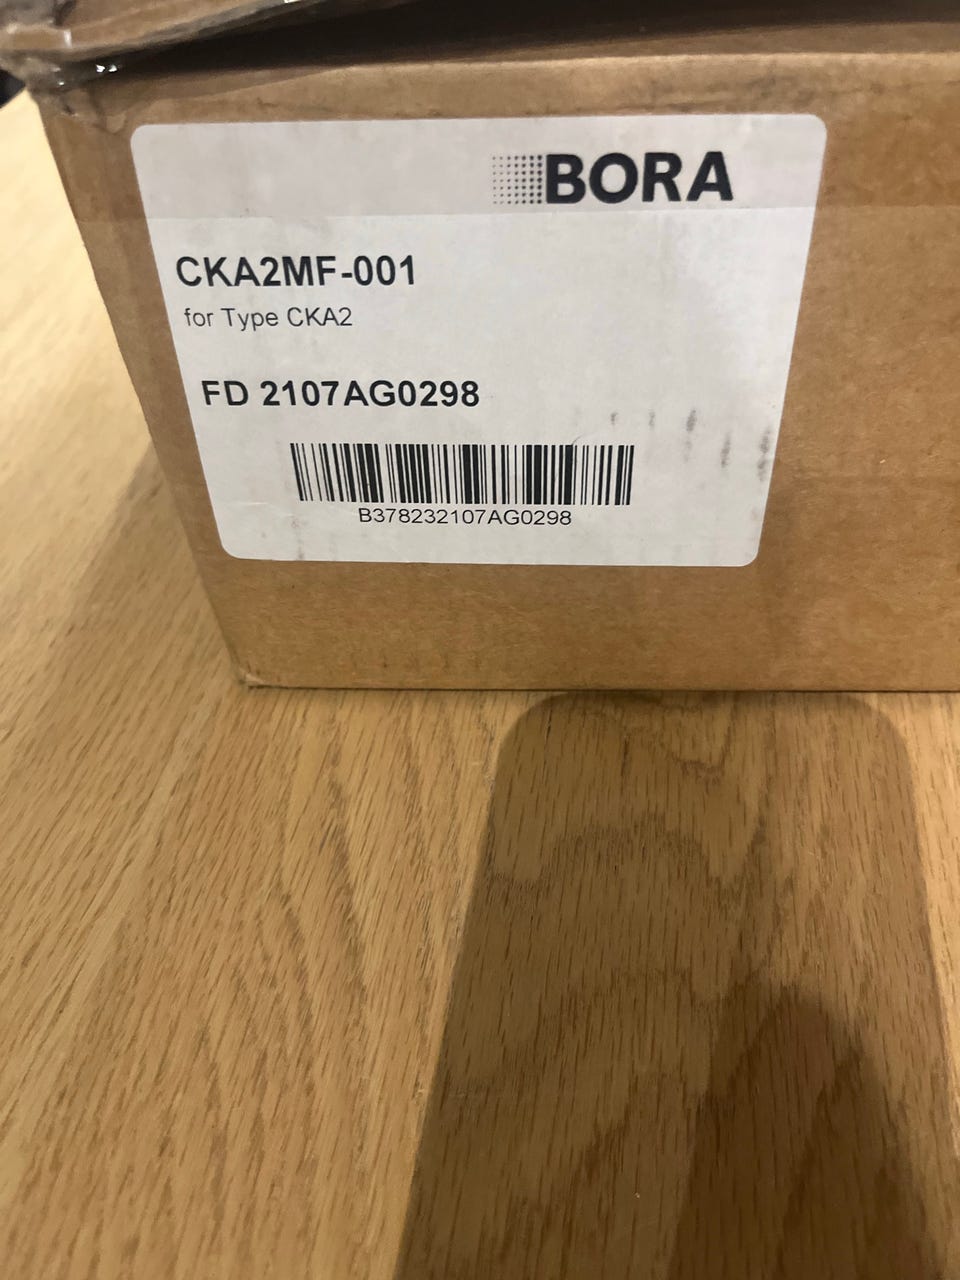 BORA
CKA2MF-001
for Type CKA2
FD 2107AG0298
B378232107AG0298